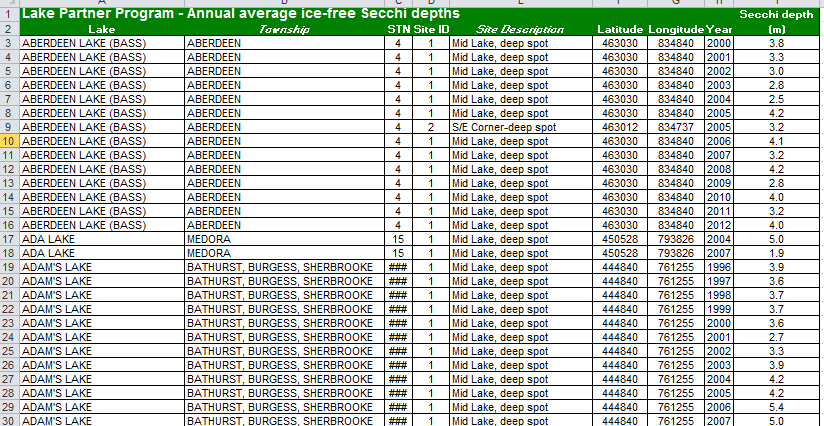 A B C D E F G H I
1 Lake Partner Program - Annual average ice-free Secchi depths Secchi depth
2 Lake Township STN Site ID Site Description Latitude Longitude Year (m)
3 ABERDEEN LAKE (BASS) ABERDEEN 4 1 Mid Lake, deep spot 463030 834840 2000 3.8
4 ABERDEEN LAKE (BASS) ABERDEEN 4 1 Mid Lake, deep spot 463030 834840 2001 3.3
5 ABERDEEN LAKE (BASS) ABERDEEN 4 1 Mid Lake, deep spot 463030 834840 2002 3.0
6 ABERDEEN LAKE (BASS) ABERDEEN 4 1 Mid Lake, deep spot 463030 834840 2003 2.8
7 ABERDEEN LAKE (BASS) ABERDEEN 4 1 Mid Lake, deep spot 463030 834840 2004 2.5
8 ABERDEEN LAKE (BASS) ABERDEEN 4 1 Mid Lake, deep spot 463030 834840 2005 4.2
9 ABERDEEN LAKE (BASS) ABERDEEN 4 2 S/E Corner-deep spot 463012 834737 2005 3.2
10 ABERDEEN LAKE (BASS) ABERDEEN 4 1 Mid Lake, deep spot 463030 834840 2006 4.1
11 ABERDEEN LAKE (BASS) ABERDEEN 4 1 Mid Lake, deep spot 463030 834840 2007 3.2
12 ABERDEEN LAKE (BASS) ABERDEEN 4 1 Mid Lake, deep spot 463030 834840 2008 4.2
13 ABERDEEN LAKE (BASS) ABERDEEN 4 1 Mid Lake, deep spot 463030 834840 2009 2.8
14 ABERDEEN LAKE (BASS) ABERDEEN 4 1 Mid Lake, deep spot 463030 834840 2010 4.0
15 ABERDEEN LAKE (BASS) ABERDEEN 4 1 Mid Lake, deep spot 463030 834840 2011 3.2
16 ABERDEEN LAKE (BASS) ABERDEEN 4 1 Mid Lake, deep spot 463030 834840 2012 4.0
17 ADA LAKE MEDORA 15 1 Mid Lake, deep spot 450528 793826 2004 5.0
18 ADA LAKE MEDORA 15 1 Mid Lake, deep spot 450528 793826 2007 1.9
19 ADAM'S LAKE BATHURST, BURGESS, SHERBROOKE ### 1 Mid Lake, deep spot 444840 761255 1996 3.9
20 ADAM'S LAKE BATHURST, BURGESS, SHERBROOKE ### 1 Mid Lake, deep spot 444840 761255 1997 3.6
21 ADAM'S LAKE BATHURST, BURGESS, SHERBROOKE ### 1 Mid Lake, deep spot 444840 761255 1998 3.7
22 ADAM'S LAKE BATHURST, BURGESS, SHERBROOKE ### 1 Mid Lake, deep spot 444840 761255 1999 3.7
23 ADAM'S LAKE BATHURST, BURGESS, SHERBROOKE ### 1 Mid Lake, deep spot 444840 761255 2000 3.6
24 ADAM'S LAKE BATHURST, BURGESS, SHERBROOKE ### 1 Mid Lake, deep spot 444840 761255 2001 2.7
25 ADAM'S LAKE BATHURST, BURGESS, SHERBROOKE ### 1 Mid Lake, deep spot 444840 761255 2002 3.3
26 ADAM'S LAKE BATHURST, BURGESS, SHERBROOKE ### 1 Mid Lake, deep spot 444840 761255 2003 3.9
27 ADAM'S LAKE BATHURST, BURGESS, SHERBROOKE ### 1 Mid Lake, deep spot 444840 761255 2004 4.2
28 ADAM'S LAKE BATHURST, BURGESS, SHERBROOKE ### 1 Mid Lake, deep spot 444840 761255 2005 4.2
29 ADAM'S LAKE BATHURST, BURGESS, SHERBROOKE ### 1 Mid Lake, deep spot 444840 761255 2006 5.4
30 ADAM'S LAKE BATHURST, BURGESS, SHERBROOKE ### 1 Mid Lake, deep spot 444840 761255 2007 5.0